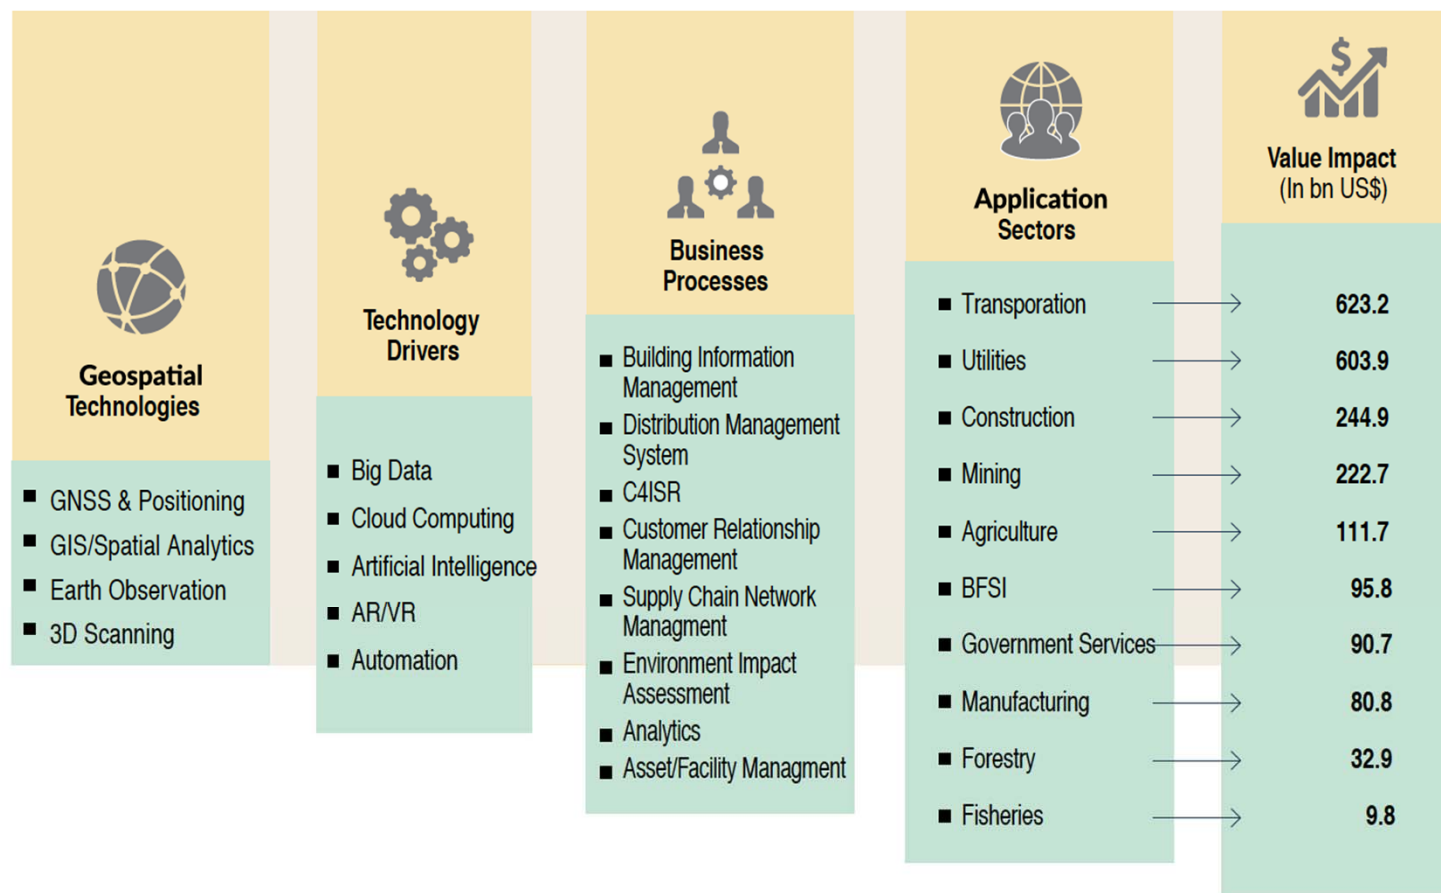 Geospatial
Technologies
GNSS & Positioning
GIS/Spatial Analytics
Earth Observation
3D Scanning
Technology
Drivers
Big Data
Cloud Computing
Artificial Intelligence
AR/VR
Automation
Business
Processes
Building Information
Management
Distribution Management
System
C4ISR
Customer Relationship
Management
Supply Chain Network
Managment
Environment Impact
Assessment
Analytics
Asset/Facility Managment
Application
Sectors
$
Value Impact
(In bn US$)
Transporation 623.2
Utilities 603.9
Construction 244.9
Mining 222.7
Agriculture 111.7
BFSI 95.8
Government Services 90.7
Manufacturing 80.8
Forestry 32.9
Fisheries 9.8